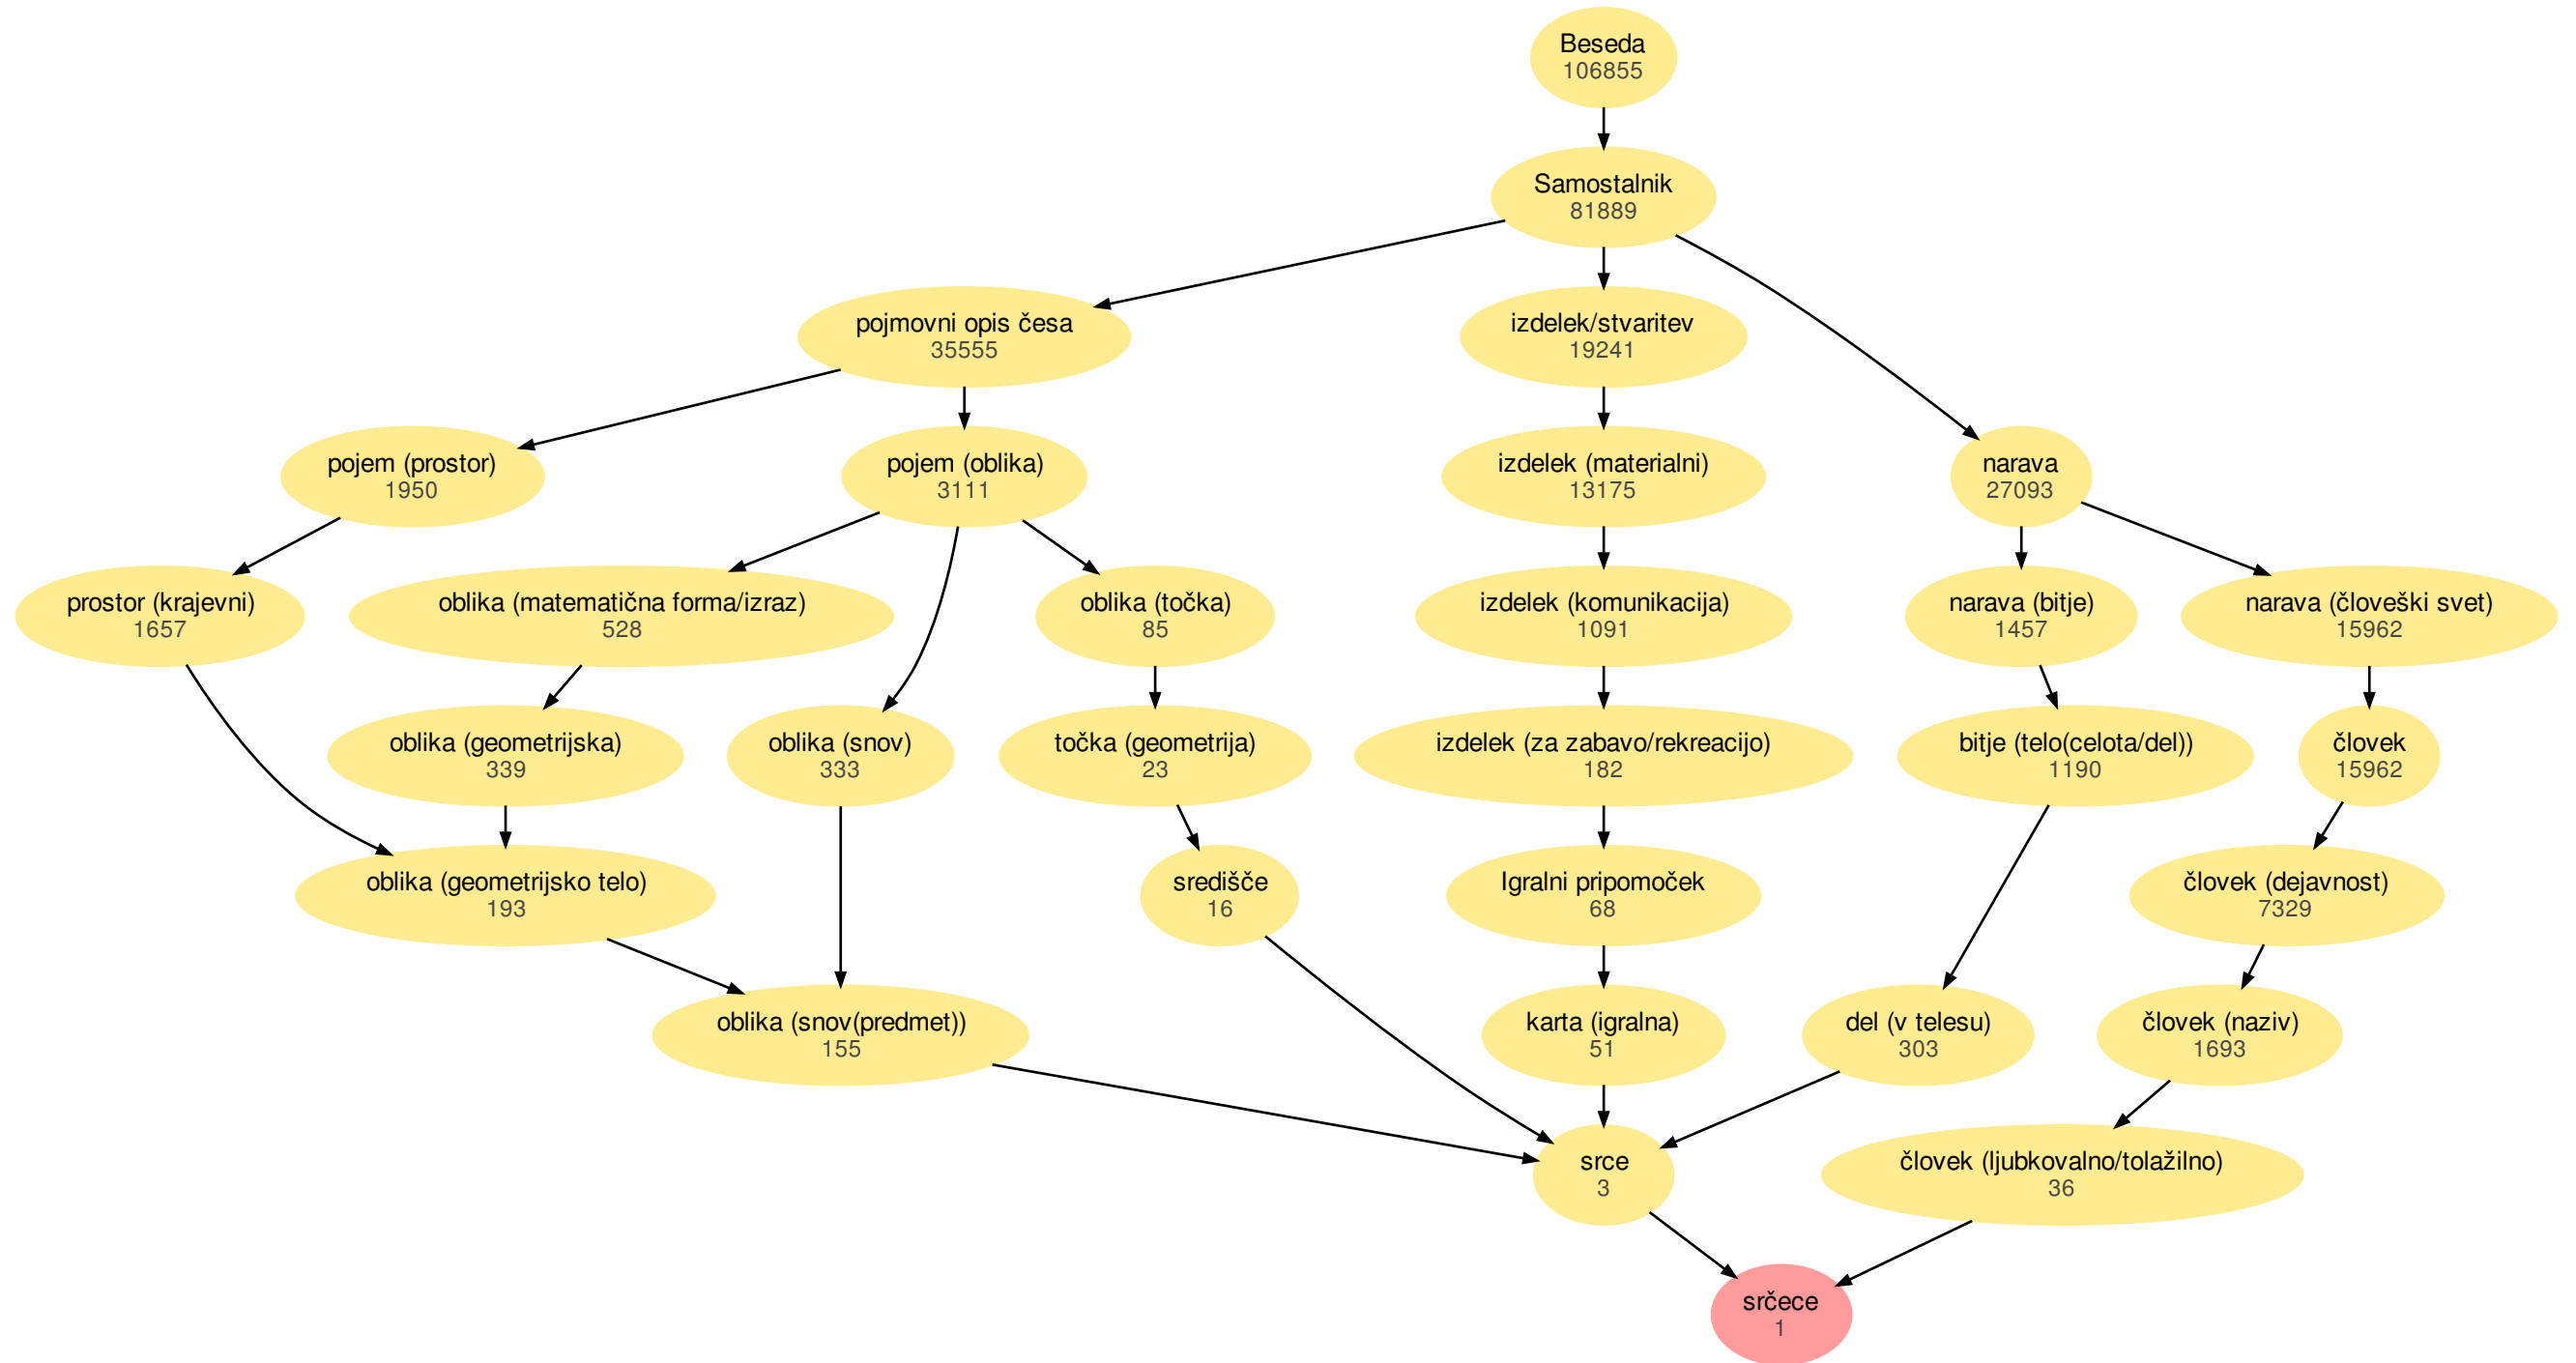 Beseda
106855
Samostalnik
81889
pojmovni opis česa
35555
izdelek/stvaritev
19241
pojem (prostor)
1950
pojem (oblika)
3111
izdelek (materialni)
13175
narava
27093
prostor (krajevni)
1657
oblika (matematična forma/izraz)
528
oblika (točka)
85
izdelek (komunikacija)
1091
narava (bitje)
1457
narava (človeški svet)
15962
oblika (geometrijska)
339
oblika (snov)
333
točka (geometrija)
23
izdelek (za zabavo/rekreacijo)
182
bitje (telo(celota/del))
1190
človek
15962
oblika (geometrijsko telo)
193
središče
16
Igralni pripomoček
68
človek (dejavnost)
7329
oblika (snov(predmet))
155
karta (igralna)
51
del (v telesu)
303
človek (naziv)
1693
srce
3
človek (ljubkovalno/tolažilno)
36
srčece
1